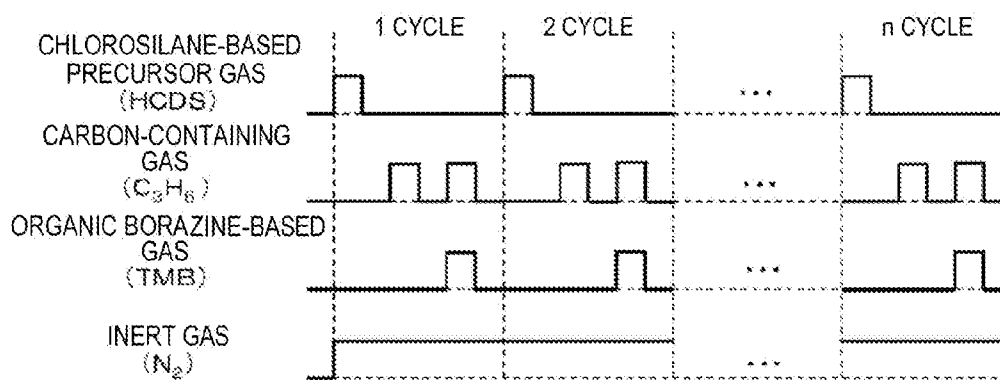 1 CYCLE 2 CYCLE n CYCLE
CHLOROSILANE-BASED
PRECURSOR GAS
(HCDS)
...
CARBON-CONTAINING
GAS
(C₃H₆)
...
ORGANIC BORAZINE-BASED
GAS
(TMB)
...
INERT GAS
(N₂)
...